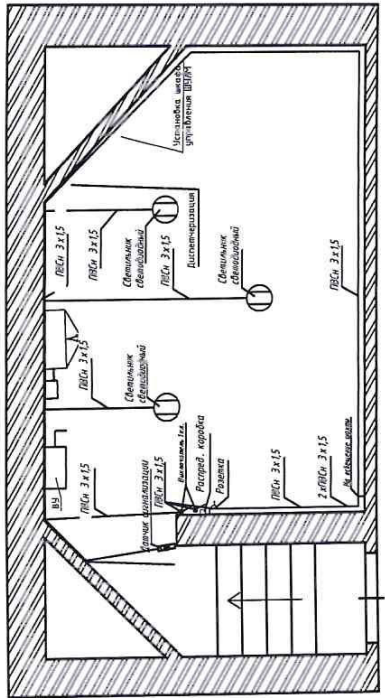 Установка шкафа
управления ШУЛМ
Диспетчеризация
ПВСн 3х1,5
ПВСн 3х1,5
Светильник
светодиодный
ПВСн 3х1,5
Светильник
светодиодный
ПВСн 3х1,5
ПВСн 3х1,5
Светильник
светодиодный
ВУ
ПВСн 3х1,5
Датчик сигнализации
ПВСн 3х1,5
Выключатель 1кл.
Распред. коробка
Розетка
ПВСн 3х1,5
2 хПВСн 3х1,5
На освещение шахты